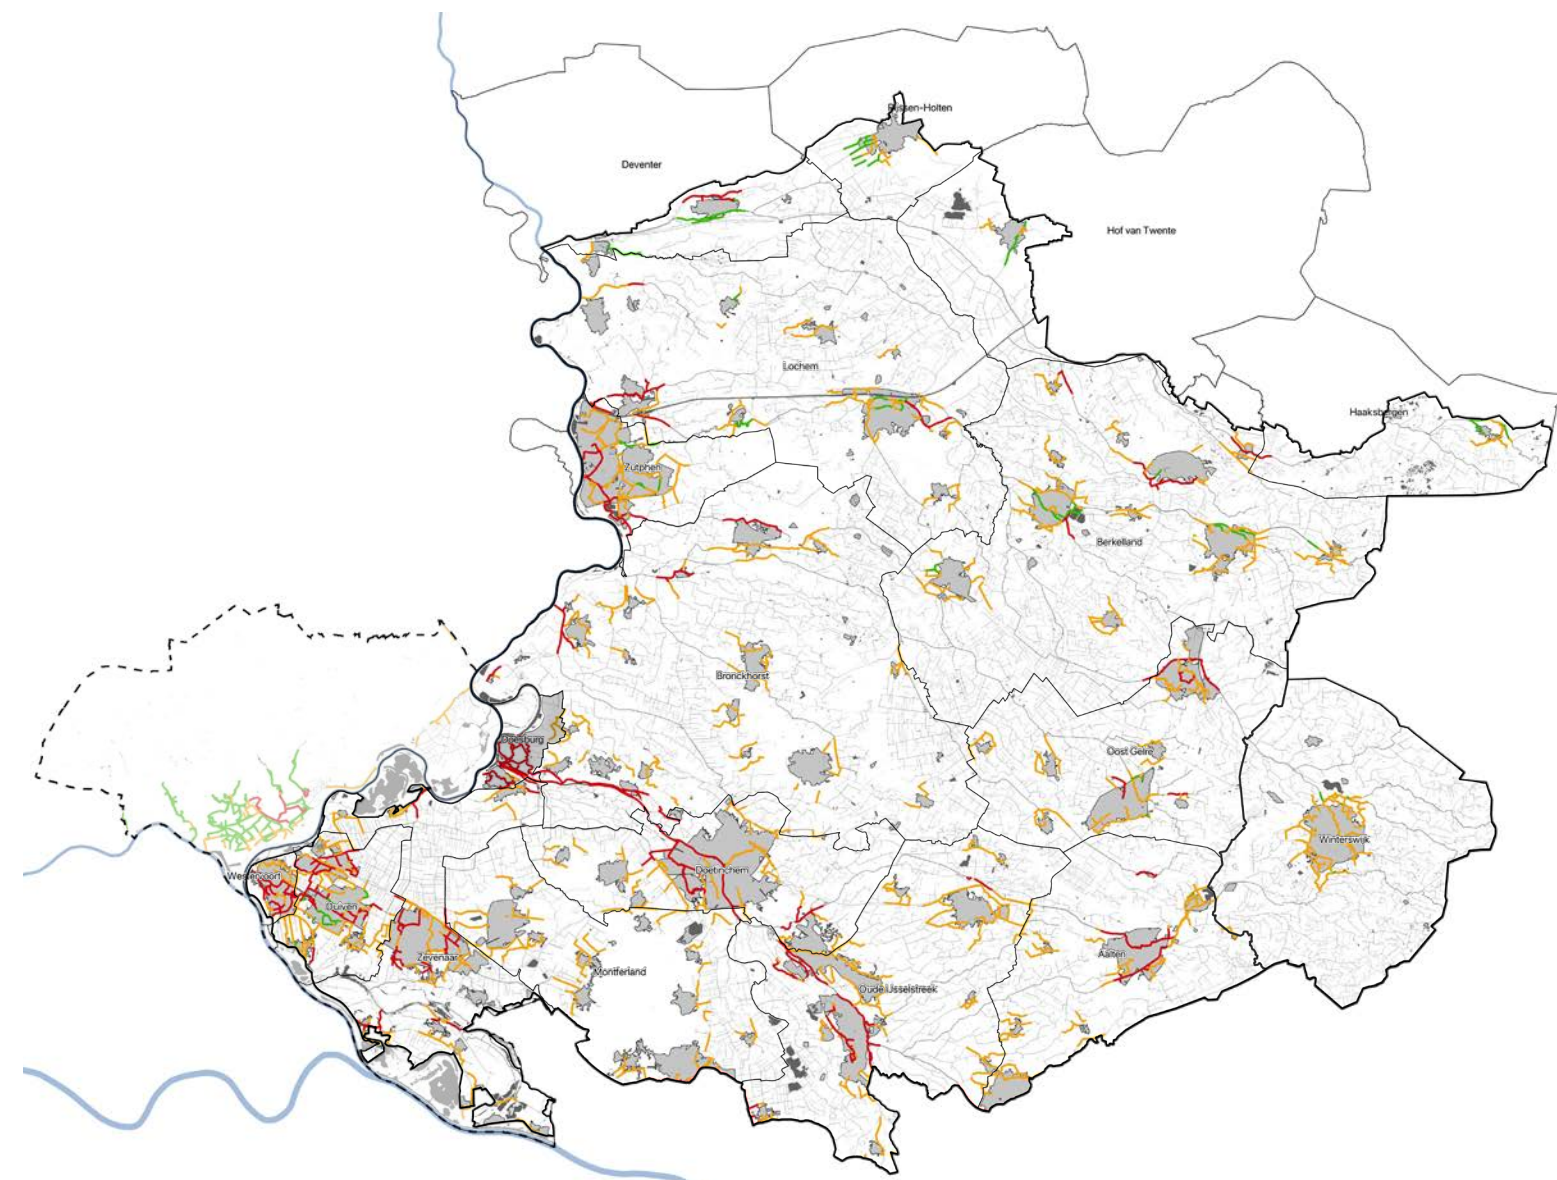 Rijssen-Holten
Deventer
Hof van Twente
Lochem
Haaksbergen
Zutphen
Berkelland
Bronckhorst
Doesburg
Oost Gelre
Winterswijk
Doetinchem
Westervoort
Duiven
Zevenaar
Aalten
Montferland
Oude IJsselstreek